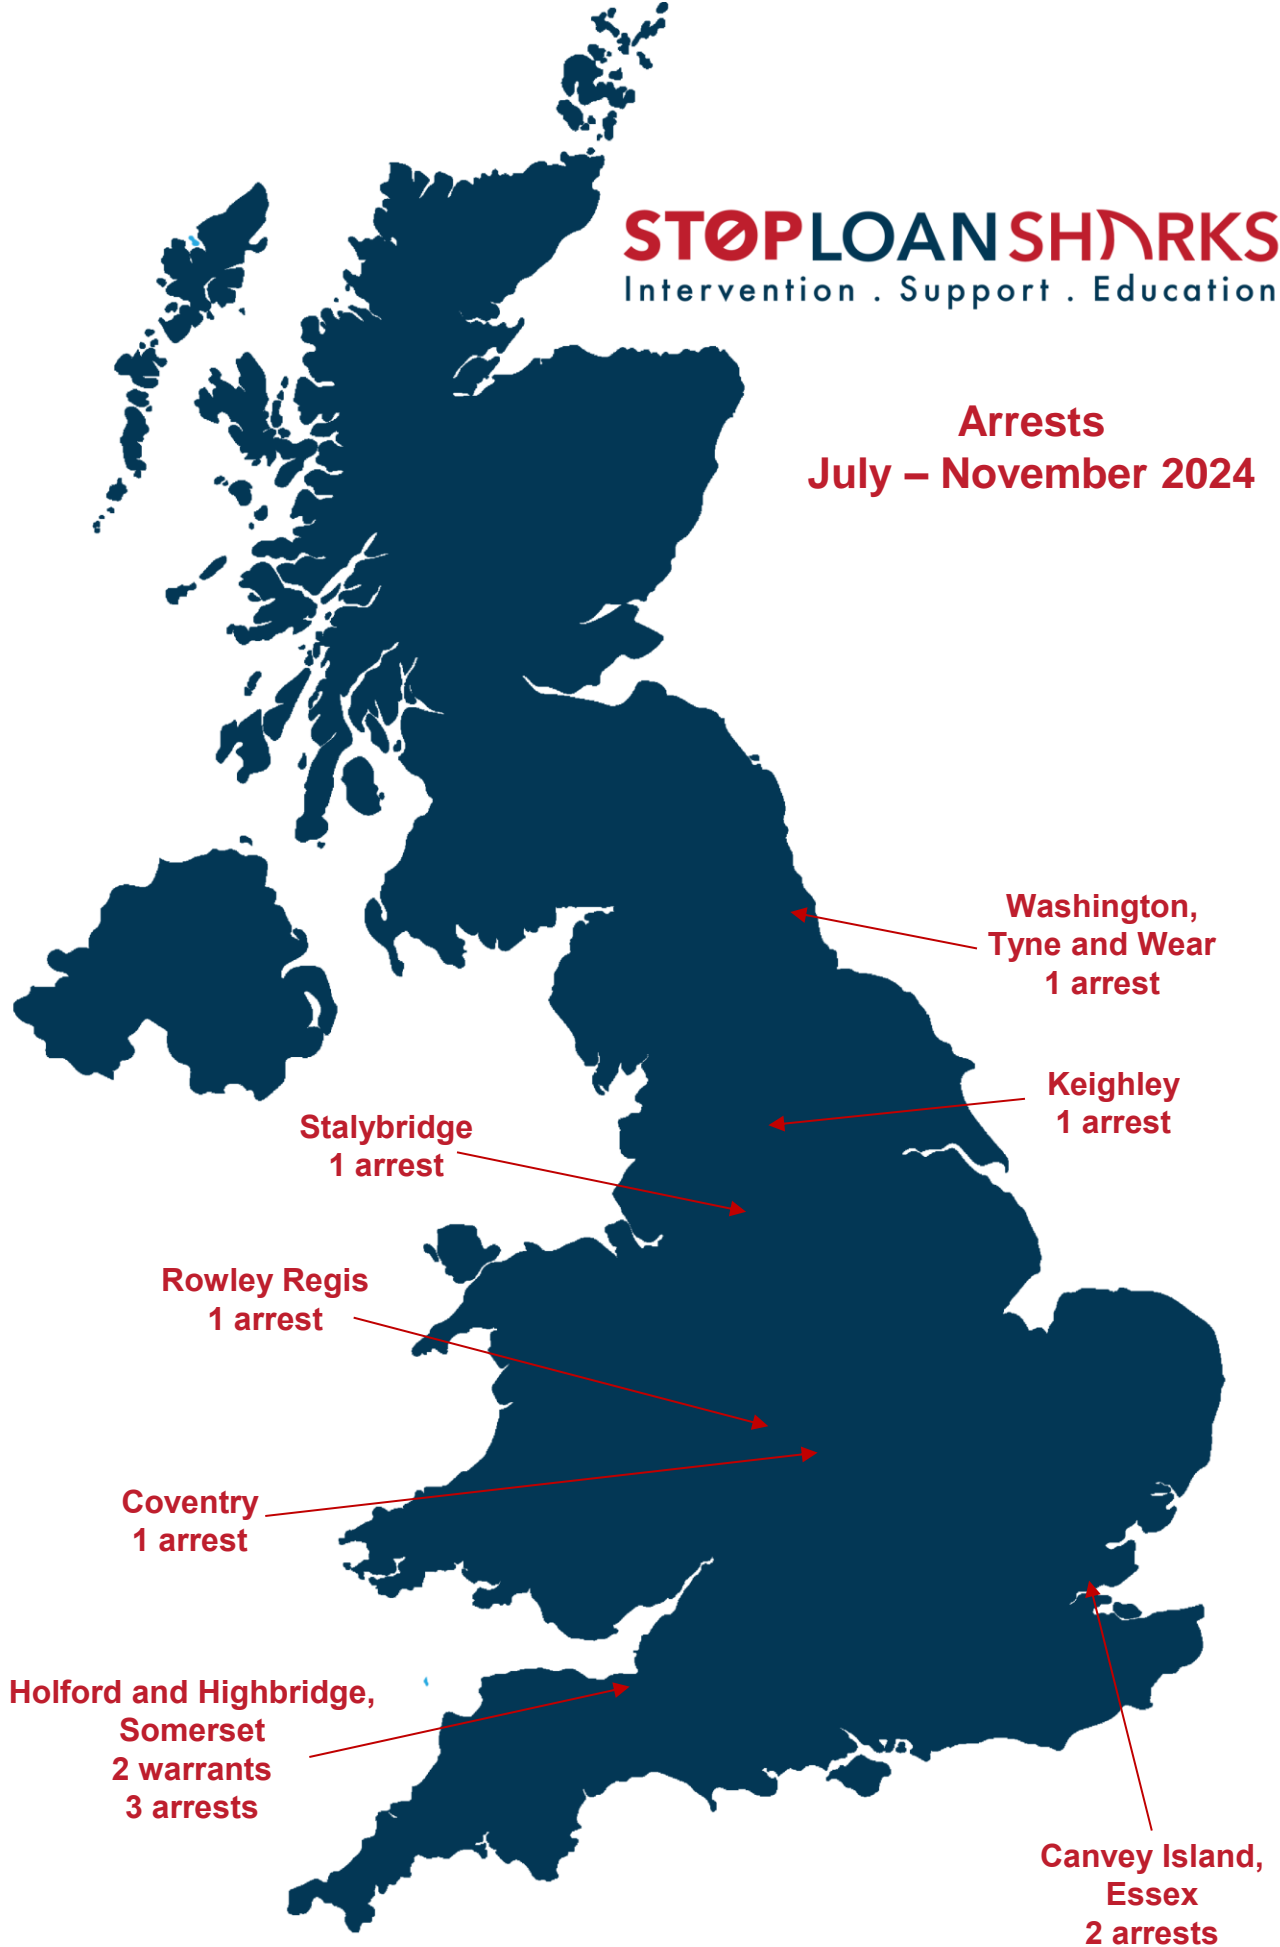 STOPLOANSHARKS
Intervention . Support . Education
Arrests
July – November 2024
Washington,
Tyne and Wear
1 arrest
Keighley
1 arrest
Stalybridge
1 arrest
Rowley Regis
1 arrest
Coventry
1 arrest
Holford and Highbridge,
Somerset
2 warrants
3 arrests
Canvey Island,
Essex
2 arrests